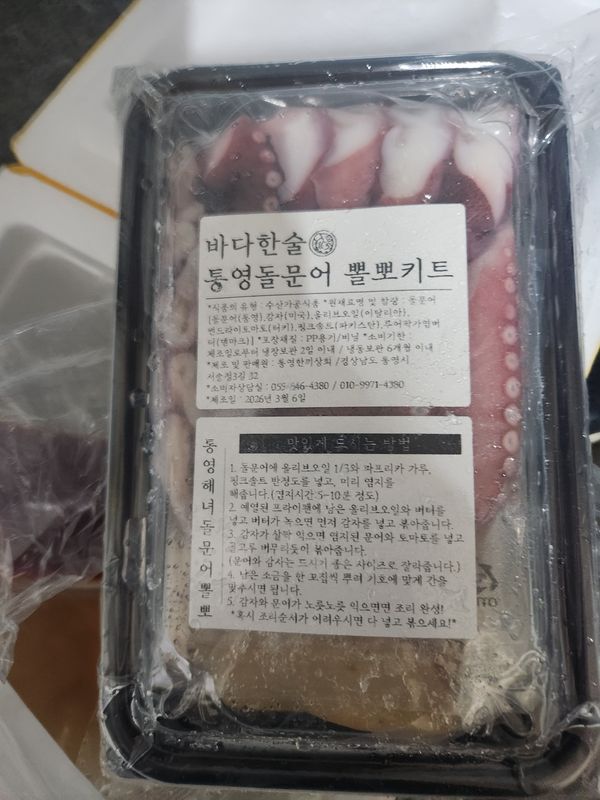 바다한술
통영돌문어 뽈뽀키트
*식품의 유형 : 수산가공식품 *원재료명 및 함량 : 돌문어
[돌문어(통영),감자(미국),올리브오일(이탈리아),
썬드라이토마토(터키),핑크솔트(파키스탄),루어팍가염버
터(덴마크)] *포장재질 : PP용기/비닐 *소비기한 :
제조일로부터 냉장보관 2일 이내 / 냉동보관 6개월 이내
*제조 및 판매원 : 통영한끼상회 /경상남도 통영시
서송정3길 32
*소비자상담실 : 055-646-4380 / 010-9971-4380
*제조일 : 2026년 3월 6일
통영해녀돌문어뽈뽀
맛있게 드시는 방법
1. 돌문어에 올리브오일 1/3와 파프리카 가루,
핑크솔트 반정도를 넣고, 미리 염지를
해줍니다.(염지시간:5~10분 정도)
2. 예열된 프라이팬에 남은 올리브오일와 버터를
넣고 버터가 녹으면 먼저 감자를 넣고 볶아줍니다.
3. 감자가 살짝 익으면 염지된 문어와 토마토를 넣고
골고루 버무리듯이 볶아줍니다.
(문어와 감자는 드시기 좋은 사이즈로 잘라줍니다.)
4. 남은 소금을 한 꼬집씩 뿌려 기호에 맞게 간을
맞추시면 됩니다.
5. 감자와 문어가 노릇노릇 익으면면 조리 완성!
*혹시 조리순서가 어려우시면 다 넣고 볶으세요!*